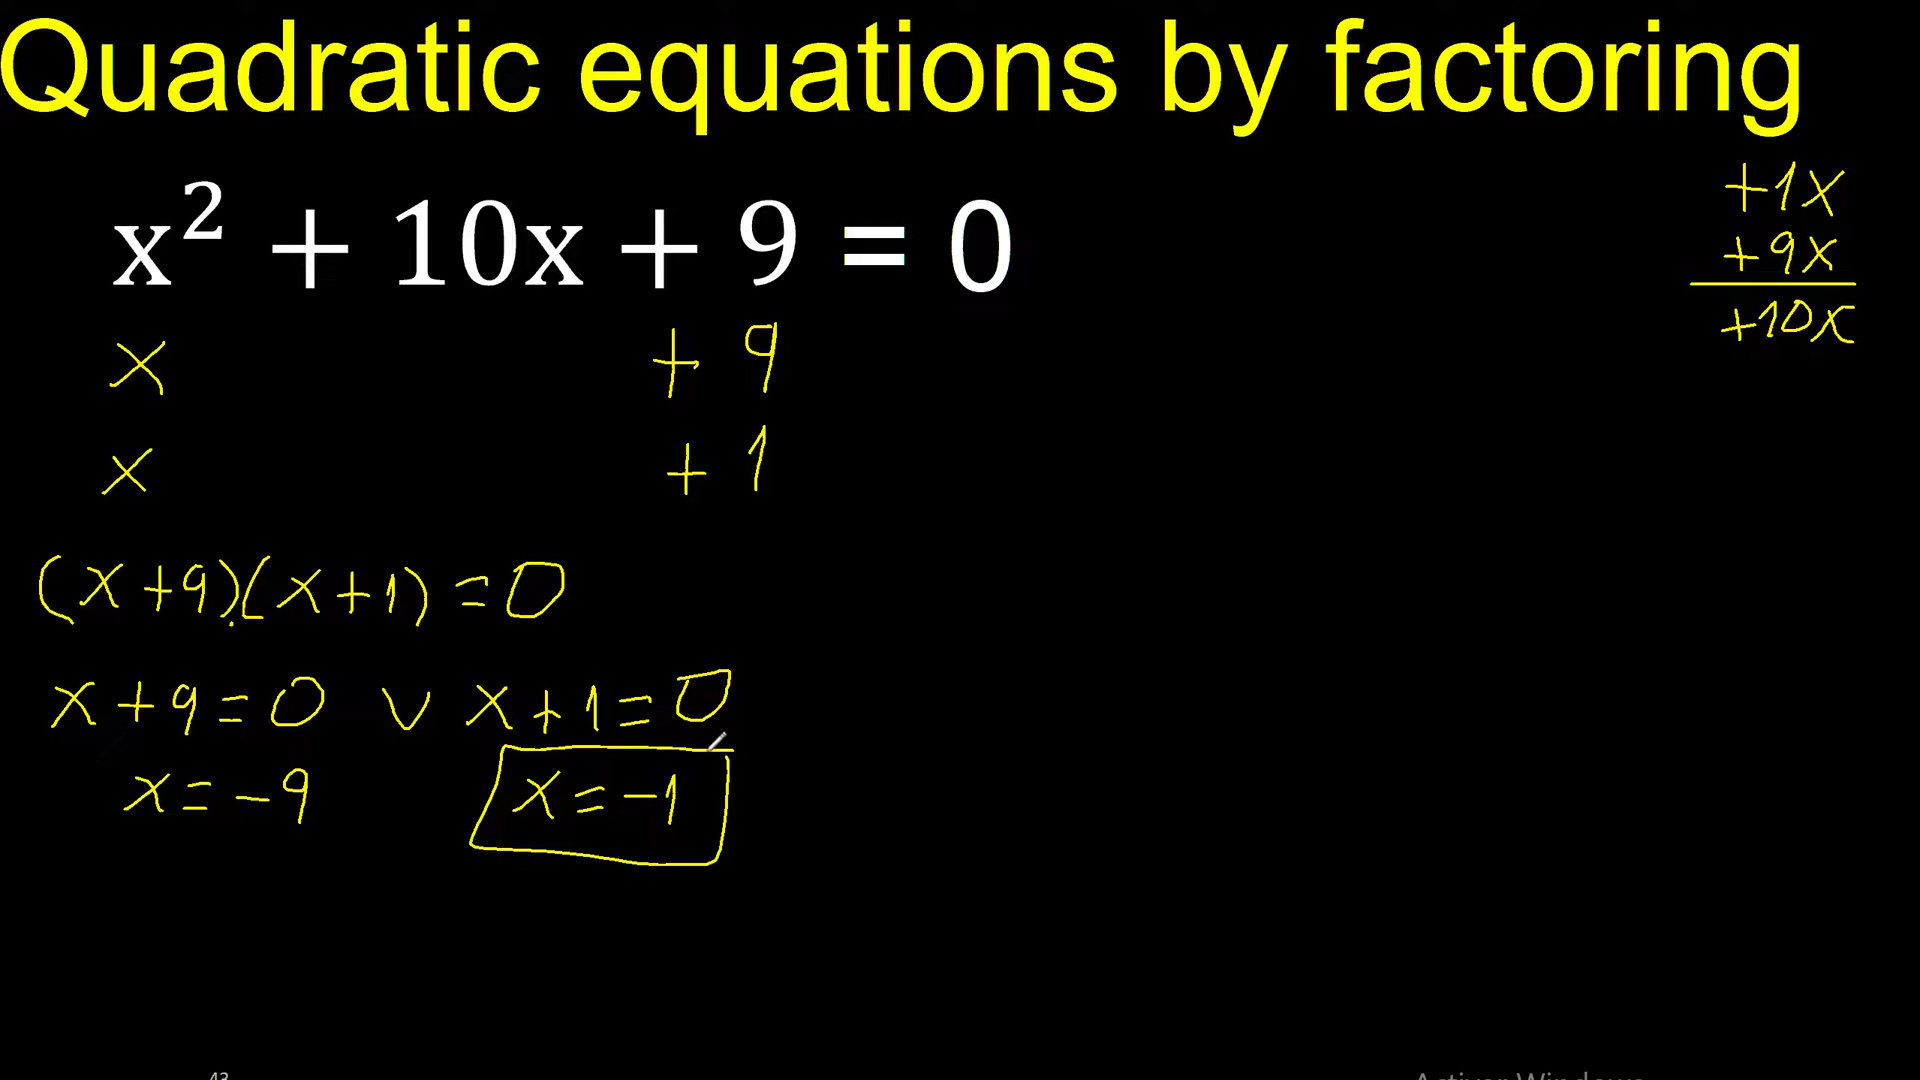 Quadratic equations by factoring
x² + 10x + 9 = 0
+1x
+9x
+10x
x + 9
x + 1
(x+9)(x+1)=0
x+9=0 v x+1=0
x=-9 x=-1
43